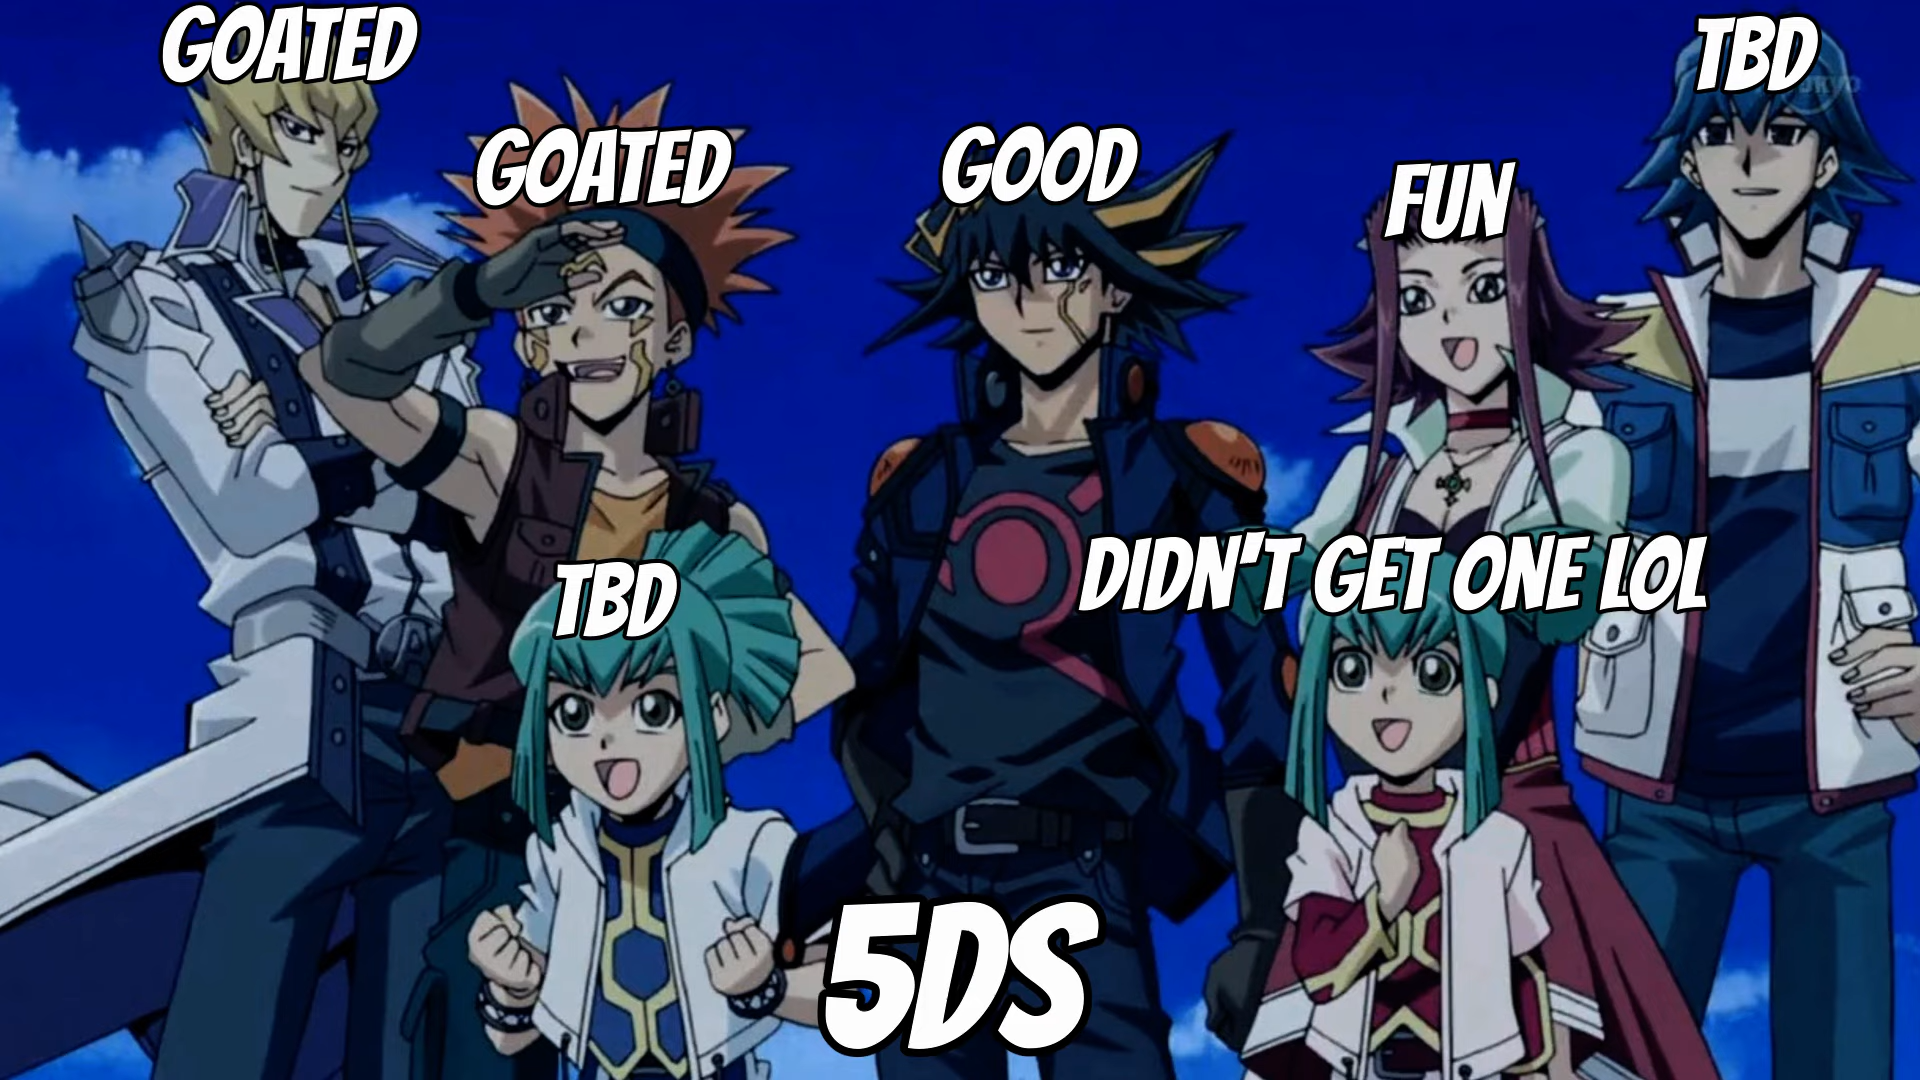 GOATED
TBD
GOATED
GOOD
FUN
DIDN'T GET ONE LOL
TBD
5DS